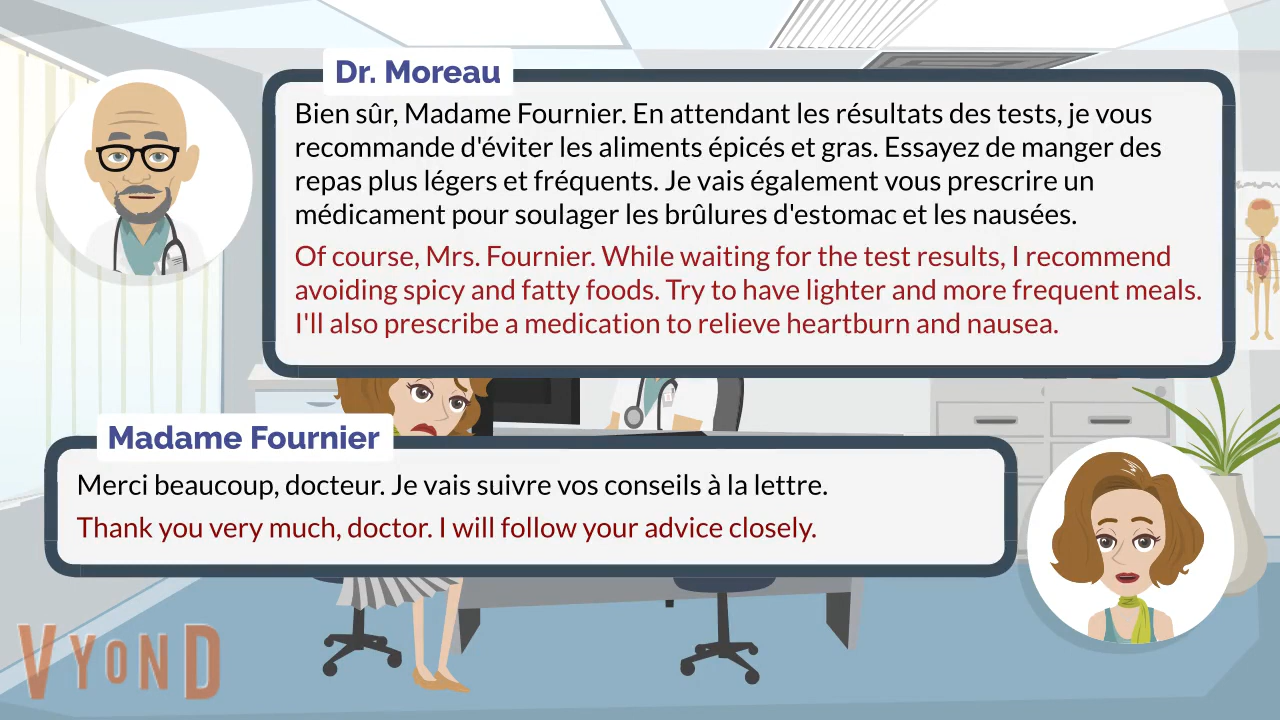 Dr. Moreau
Bien sûr, Madame Fournier. En attendant les résultats des tests, je vous
recommande d'éviter les aliments épicés et gras. Essayez de manger des
repas plus légers et fréquents. Je vais également vous prescrire un
médicament pour soulager les brûlures d'estomac et les nausées.
Of course, Mrs. Fournier. While waiting for the test results, I recommend
avoiding spicy and fatty foods. Try to have lighter and more frequent meals.
I'll also prescribe a medication to relieve heartburn and nausea.
Madame Fournier
Merci beaucoup, docteur. Je vais suivre vos conseils à la lettre.
Thank you very much, doctor. I will follow your advice closely.
VYOND